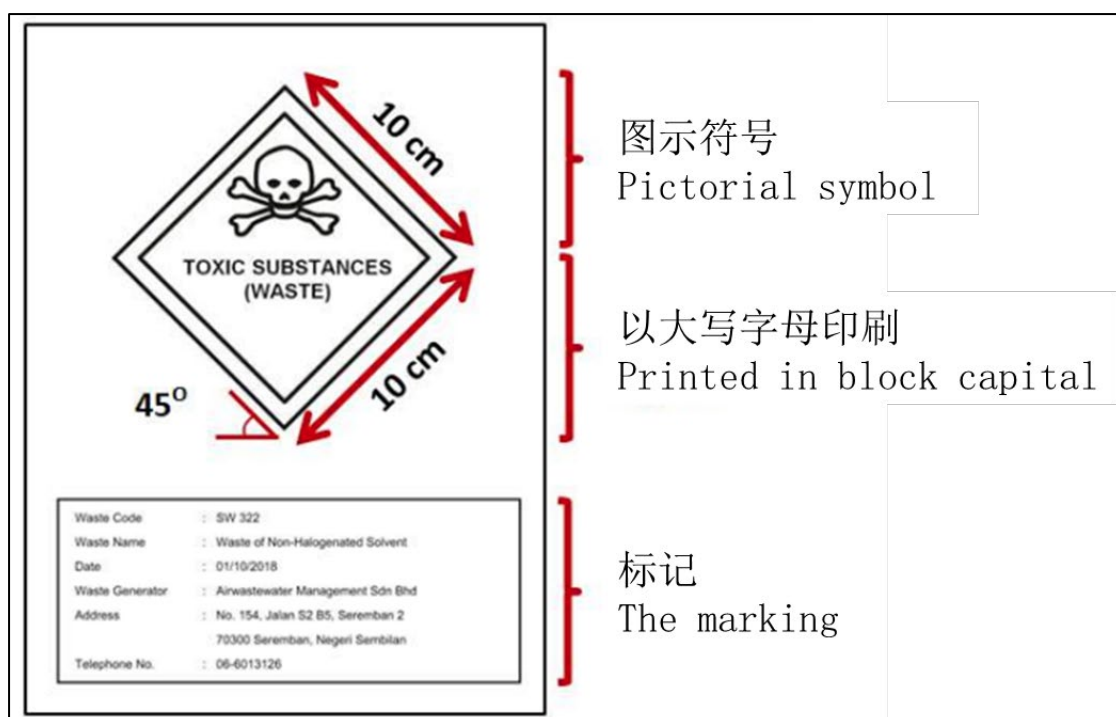 10 cm
TOXIC SUBSTANCES
(WASTE)
10 cm
45°
图示符号
Pictorial symbol
以大写字母印刷
Printed in block capital
Waste Code : SW 322
Waste Name : Waste of Non-Halogenated Solvent
Date : 01/10/2018
Waste Generator : Airwastewater Management Sdn Bhd
Address : No. 154, Jalan S2 B5, Seremban 2
70300 Seremban, Negeri Sembilan
Telephone No. : 06-6013126
标记
The marking